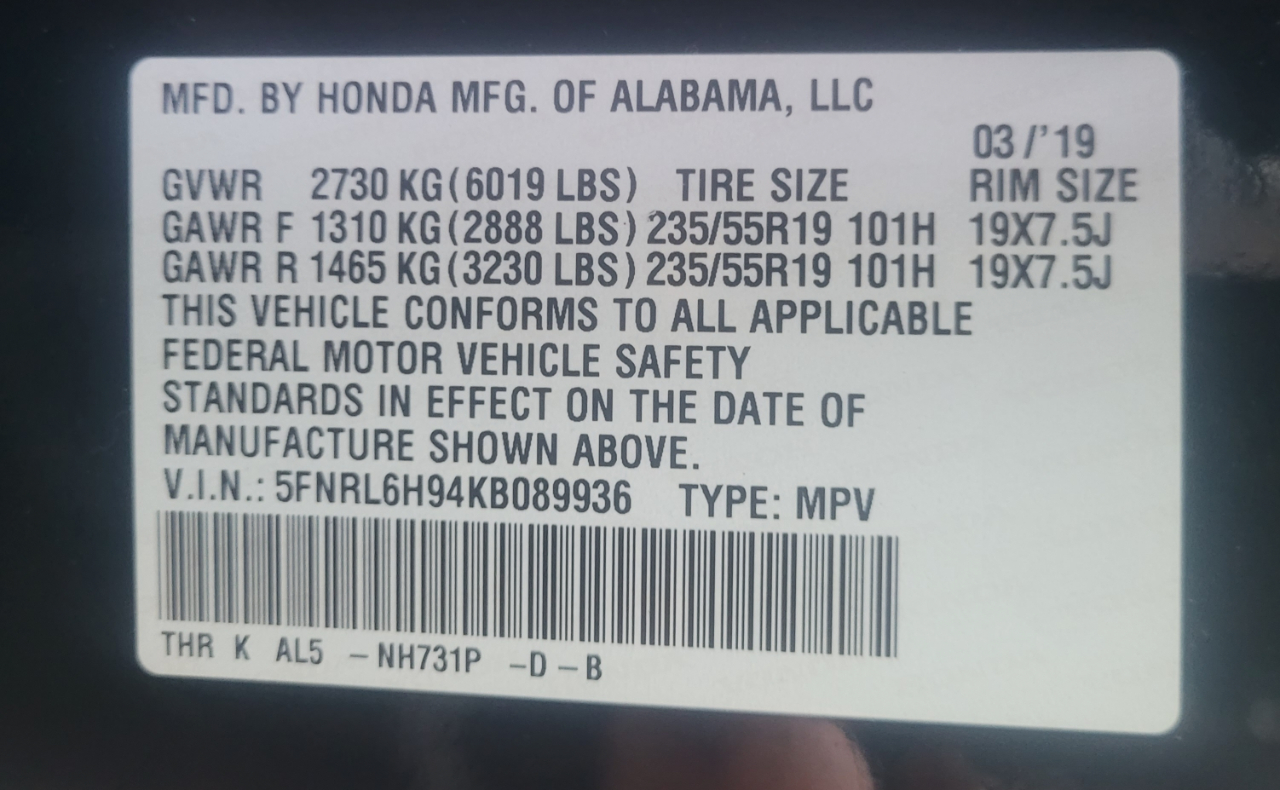 MFD. BY HONDA MFG. OF ALABAMA, LLC
03/'19
GVWR 2730 KG(6019 LBS) TIRE SIZE RIM SIZE
GAWR F 1310 KG(2888 LBS) 235/55R19 101H 19X7.5J
GAWR R 1465 KG(3230 LBS) 235/55R19 101H 19X7.5J
THIS VEHICLE CONFORMS TO ALL APPLICABLE
FEDERAL MOTOR VEHICLE SAFETY
STANDARDS IN EFFECT ON THE DATE OF
MANUFACTURE SHOWN ABOVE.
V.I.N.: 5FNRL6H94KB089936 TYPE: MPV
THR K AL5 –NH731P –D–B